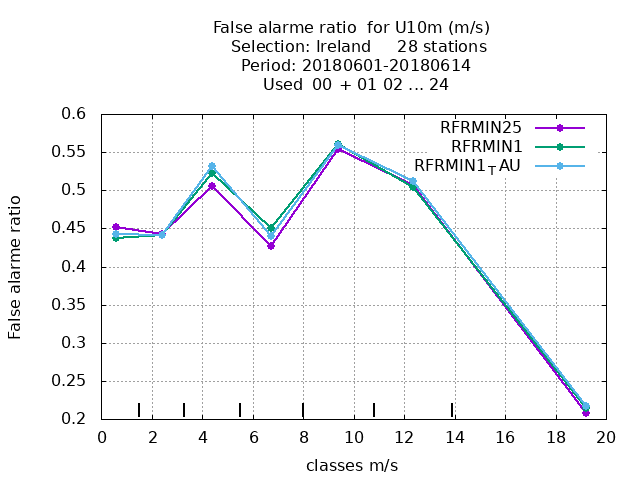 False alarme ratio  for U10m (m/s)
Selection: Ireland     28 stations
Period: 20180601-20180614
Used  00 + 01 02 ... 24
RFRMIN25
RFRMIN1
RFRMIN1TAU
False alarme ratio
0.6
0.55
0.5
0.45
0.4
0.35
0.3
0.25
0.2
0 2 4 6 8 10 12 14 16 18 20
classes m/s